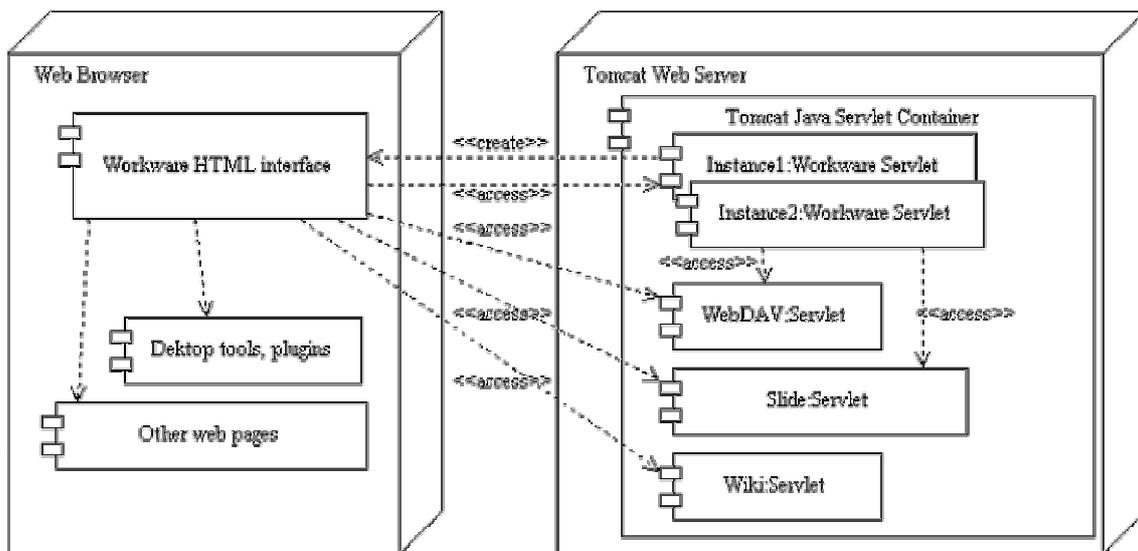 Web Browser
Workware HTML interface
Dektop tools, plugins
Other web pages
<<create>>
<<access>>
<<access>>
<<access>>
<<access>>
Tomcat Web Server
Tomcat Java Servlet Container
Instance1:Workware Servlet
Instance2:Workware Servlet
<<access>>
WebDAV:Servlet
<<access>>
Slide:Servlet
Wiki:Servlet